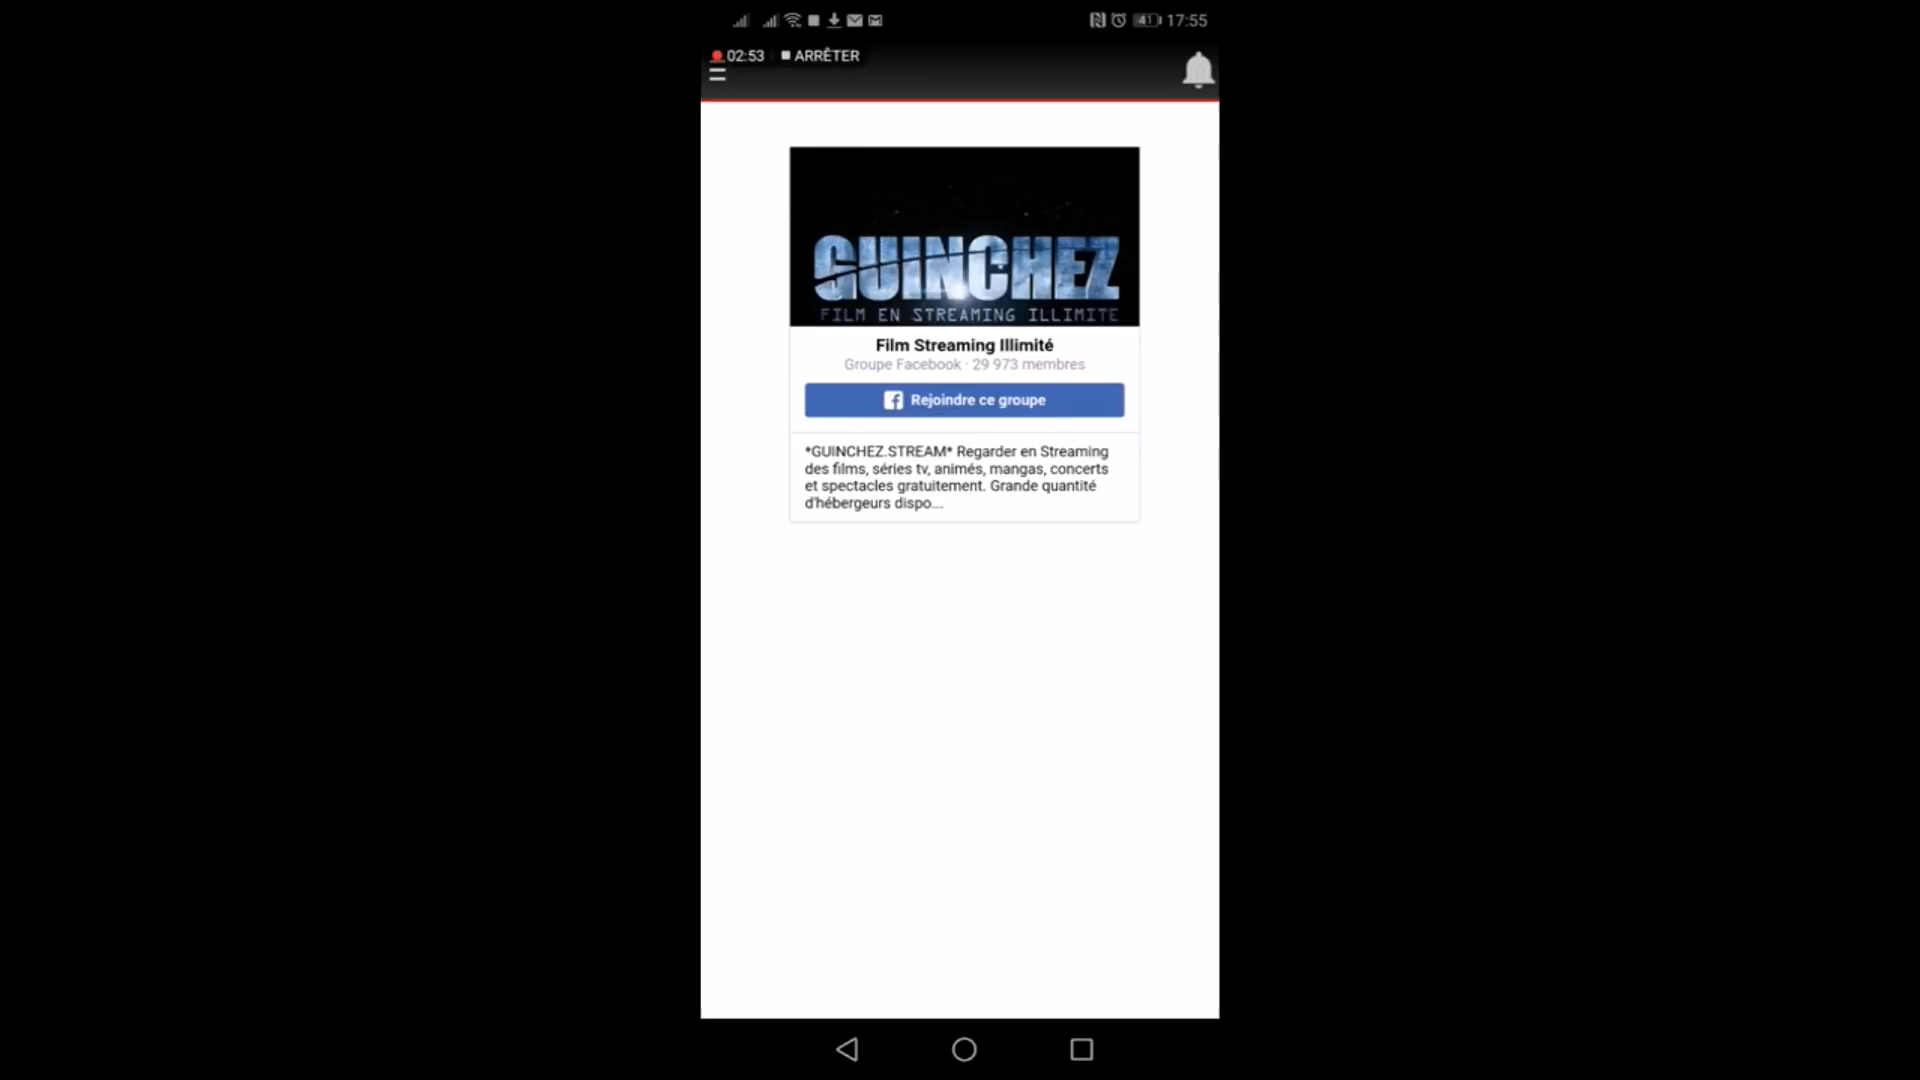 41 17:55
02:53 ARRÊTER
GUINCHEZ
FILM EN STREAMING ILLIMITE
Film Streaming Illimité
Groupe Facebook · 29 973 membres
Rejoindre ce groupe
*GUINCHEZ.STREAM* Regarder en Streaming
des films, séries tv, animés, mangas, concerts
et spectacles gratuitement. Grande quantité
d'hébergeurs dispo...